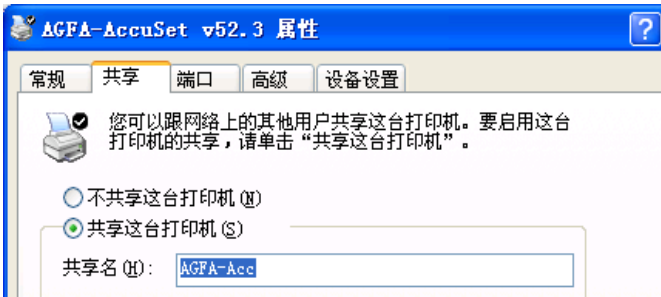 AGFA-AccuSet v52.3 属性
?
常规 共享 端口 高级 设备设置
您可以跟网络上的其他用户共享这台打印机。要启用这台
打印机的共享，请单击“共享这台打印机”。
不共享这台打印机(N)
共享这台打印机(S)
共享名(H): AGFA-Acc